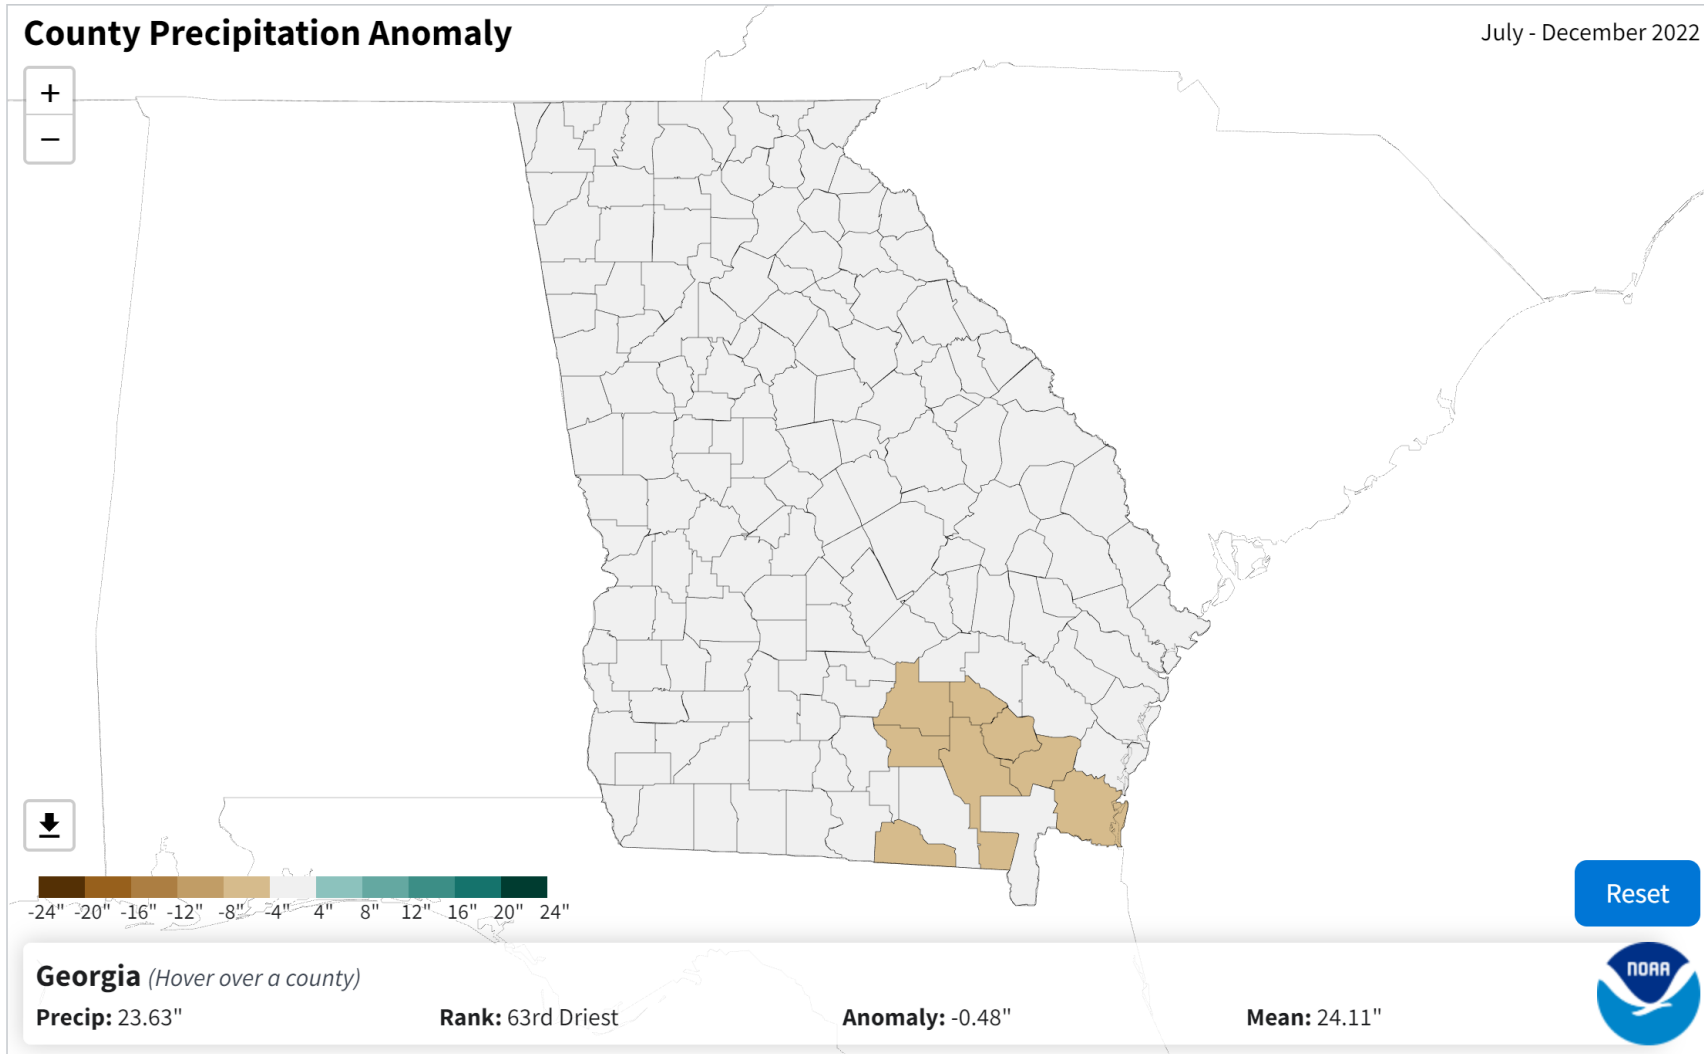 County Precipitation Anomaly
July - December 2022
+
−
-24" -20" -16" -12" -8" -4" 4" 8" 12" 16" 20" 24"
Reset
Georgia (Hover over a county)
Precip: 23.63" Rank: 63rd Driest Anomaly: -0.48" Mean: 24.11"
NOAA